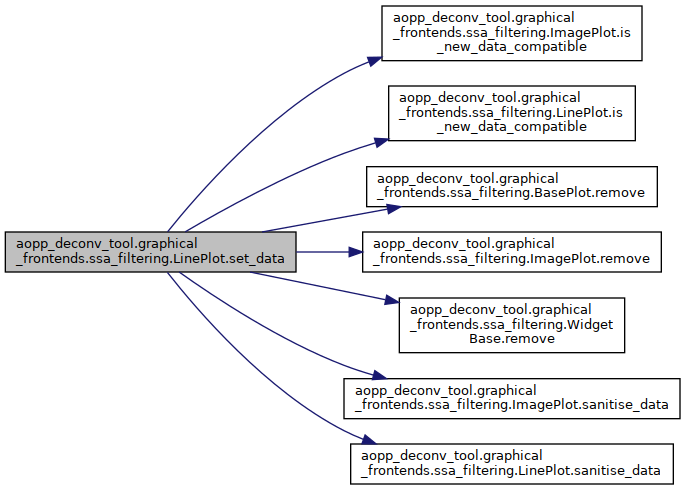 aopp_deconv_tool.graphical
_frontends.ssa_filtering.ImagePlot.is
_new_data_compatible
aopp_deconv_tool.graphical
_frontends.ssa_filtering.LinePlot.is
_new_data_compatible
aopp_deconv_tool.graphical
_frontends.ssa_filtering.BasePlot.remove
aopp_deconv_tool.graphical
_frontends.ssa_filtering.LinePlot.set_data
aopp_deconv_tool.graphical
_frontends.ssa_filtering.ImagePlot.remove
aopp_deconv_tool.graphical
_frontends.ssa_filtering.Widget
Base.remove
aopp_deconv_tool.graphical
_frontends.ssa_filtering.ImagePlot.sanitise_data
aopp_deconv_tool.graphical
_frontends.ssa_filtering.LinePlot.sanitise_data